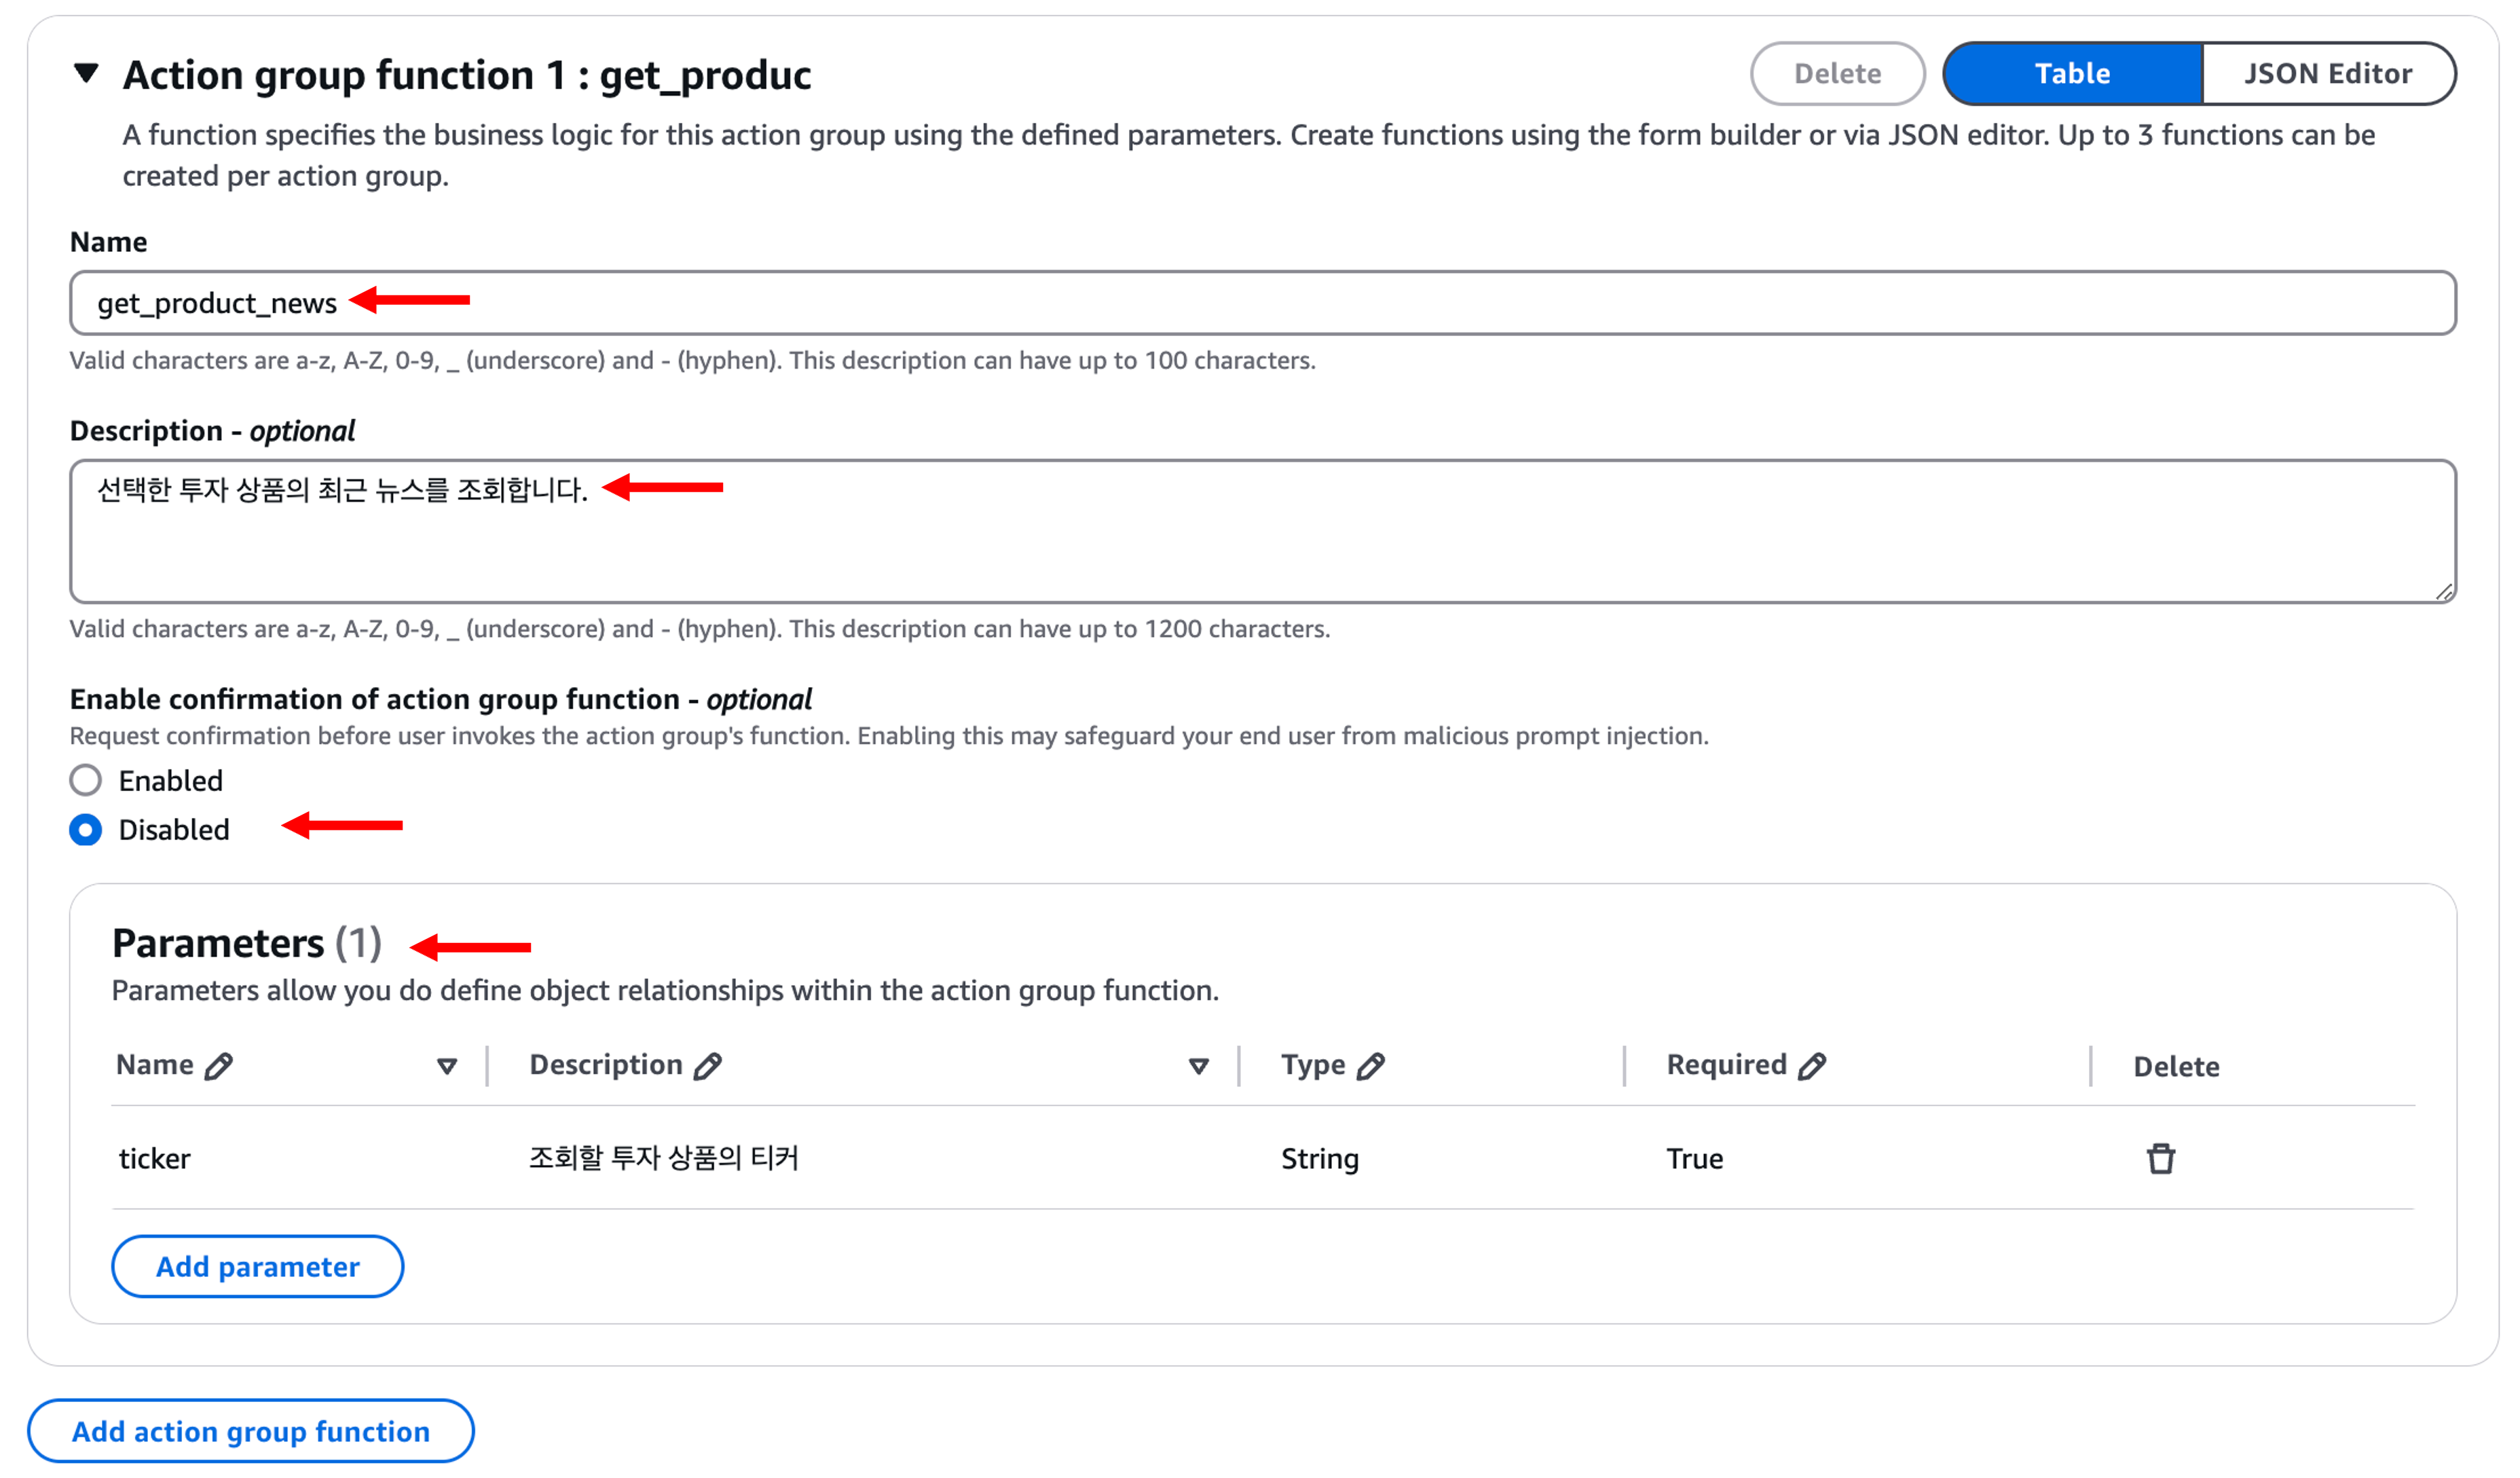 Action group function 1 : get_produc
Delete
Table
JSON Editor
A function specifies the business logic for this action group using the defined parameters. Create functions using the form builder or via JSON editor. Up to 3 functions can be
created per action group.
Name
get_product_news
Valid characters are a-z, A-Z, 0-9, _ (underscore) and - (hyphen). This description can have up to 100 characters.
Description - optional
선택한 투자 상품의 최근 뉴스를 조회합니다.
Valid characters are a-z, A-Z, 0-9, _ (underscore) and - (hyphen). This description can have up to 1200 characters.
Enable confirmation of action group function - optional
Request confirmation before user invokes the action group's function. Enabling this may safeguard your end user from malicious prompt injection.
Enabled
Disabled
Parameters (1)
Parameters allow you do define object relationships within the action group function.
Name Description Type Required Delete
ticker 조회할 투자 상품의 티커 String True
Add parameter
Add action group function